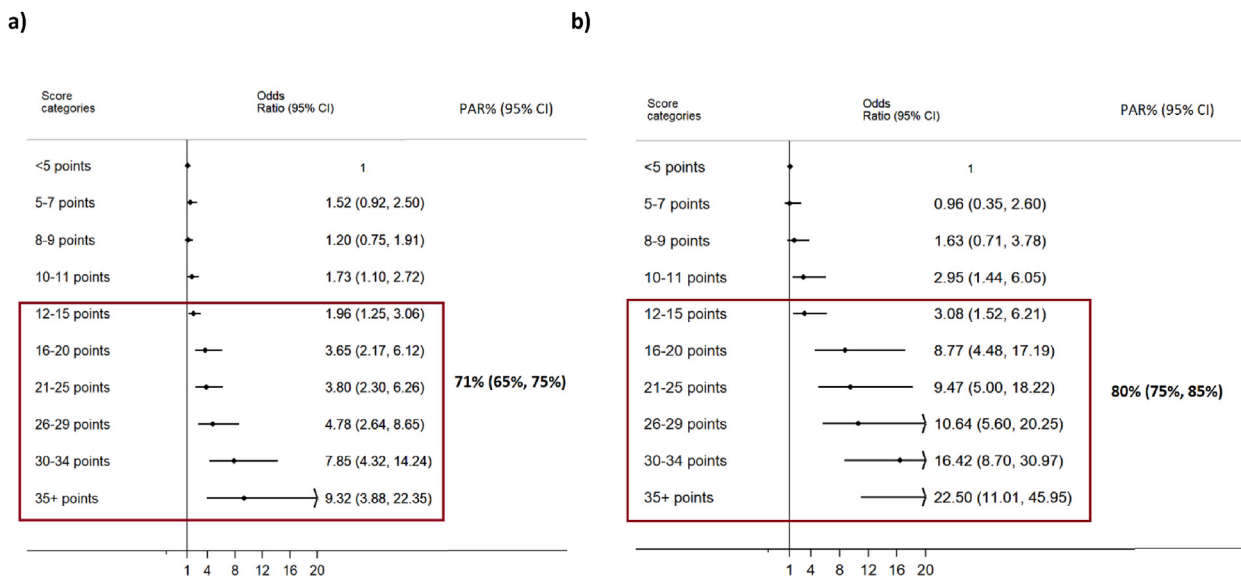 a)
Score
categories
Odds
Ratio (95% CI)
PAR% (95% CI)
<5 points
1
5-7 points
1.52 (0.92, 2.50)
8-9 points
1.20 (0.75, 1.91)
10-11 points
1.73 (1.10, 2.72)
12-15 points
1.96 (1.25, 3.06)
16-20 points
3.65 (2.17, 6.12)
21-25 points
3.80 (2.30, 6.26)
71% (65%, 75%)
26-29 points
4.78 (2.64, 8.65)
30-34 points
7.85 (4.32, 14.24)
35+ points
9.32 (3.88, 22.35)
1 4 8 12 16 20
b)
Score
categories
Odds
Ratio (95% CI)
PAR% (95% CI)
<5 points
1
5-7 points
0.96 (0.35, 2.60)
8-9 points
1.63 (0.71, 3.78)
10-11 points
2.95 (1.44, 6.05)
12-15 points
3.08 (1.52, 6.21)
16-20 points
8.77 (4.48, 17.19)
21-25 points
9.47 (5.00, 18.22)
80% (75%, 85%)
26-29 points
10.64 (5.60, 20.25)
30-34 points
16.42 (8.70, 30.97)
35+ points
22.50 (11.01, 45.95)
1 4 8 12 16 20